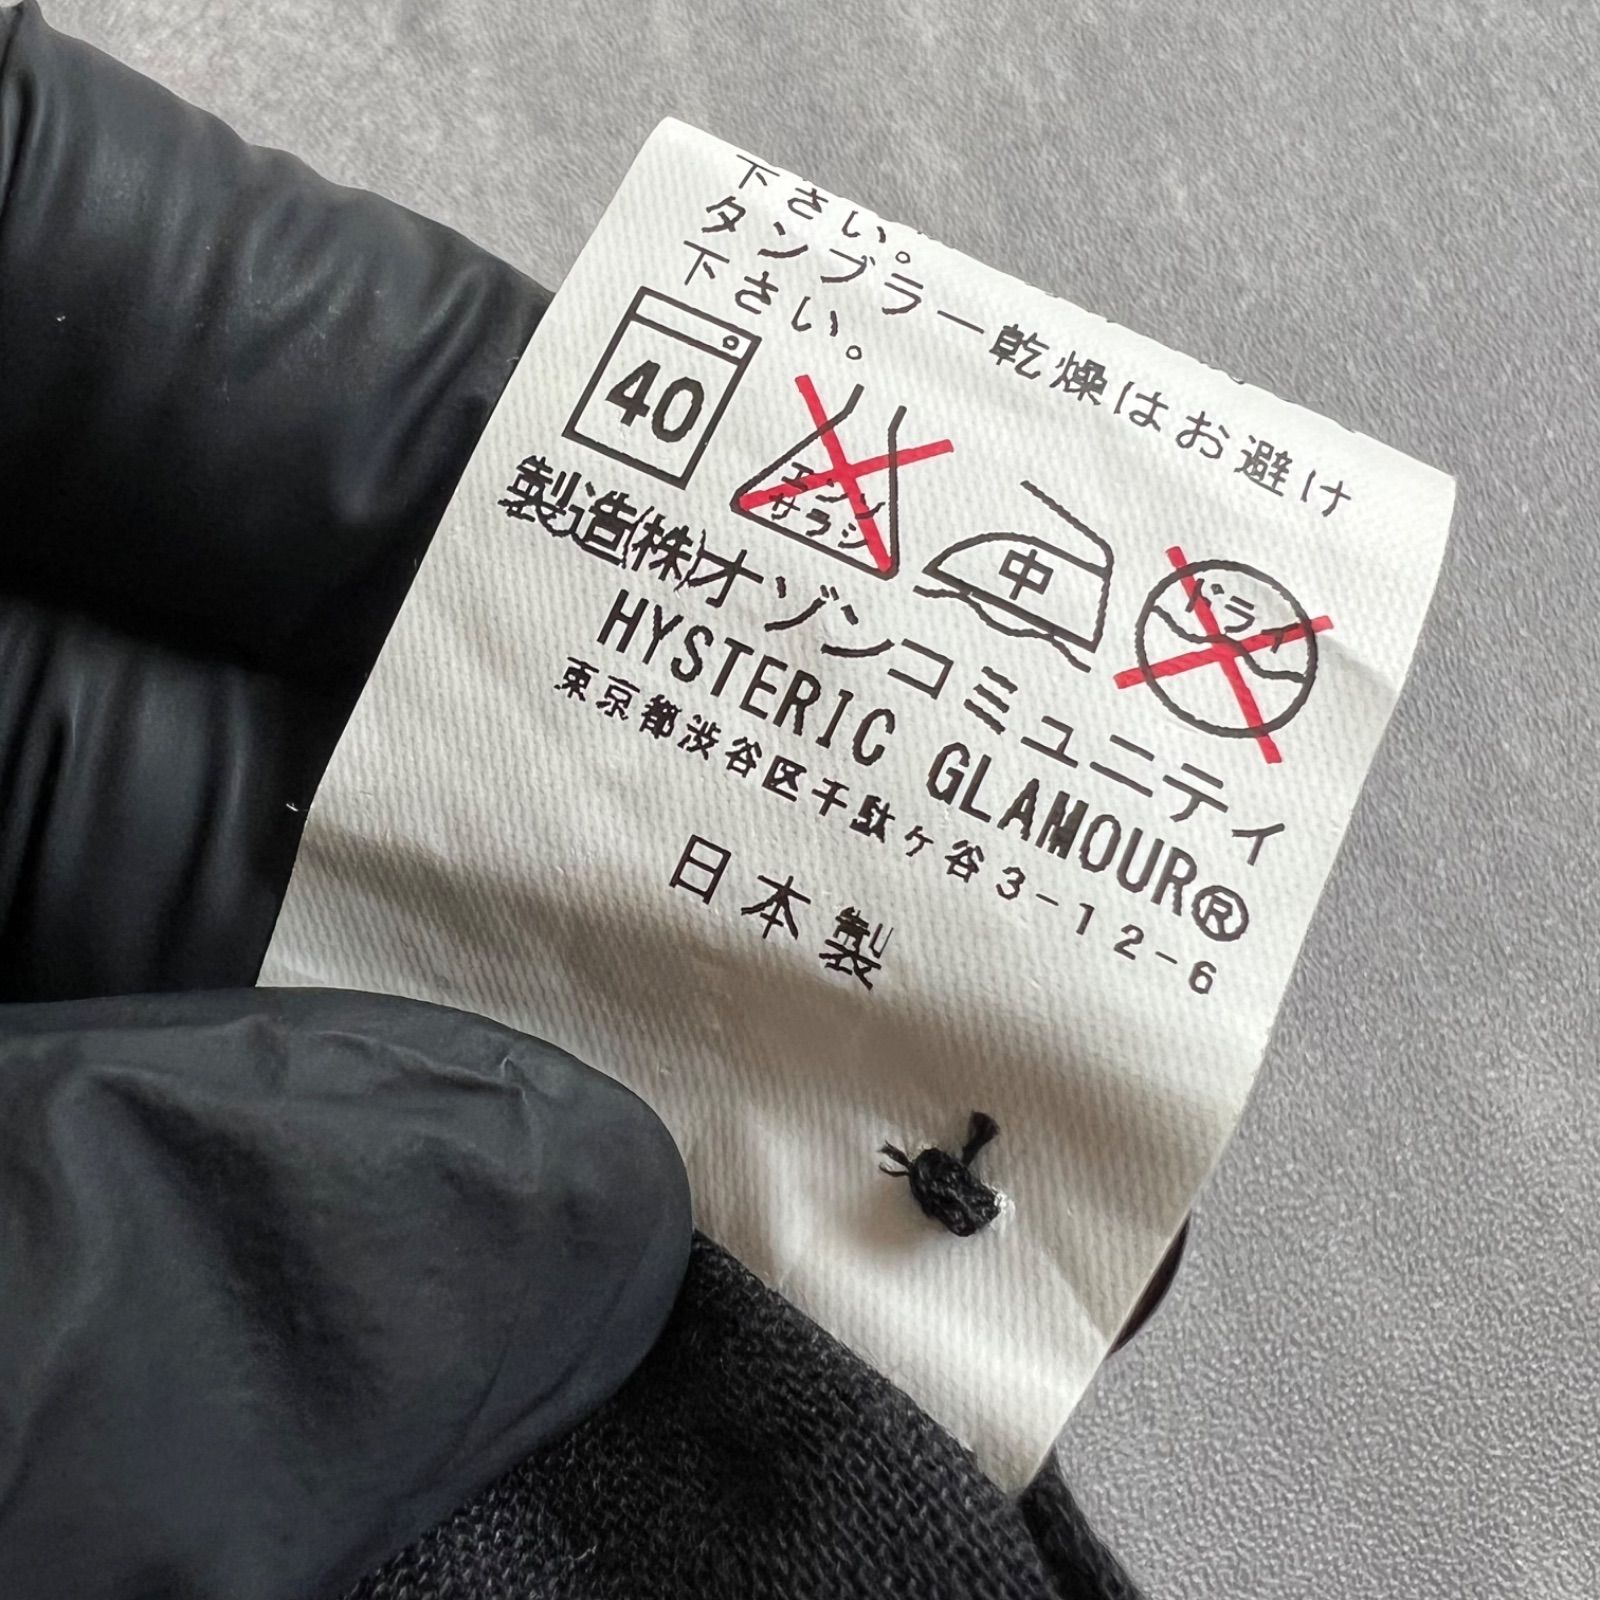 下さい。
タンブラー乾燥はお避け
下さい。
40 エンソ サラシ 中 ドライ
製造(株)オゾンコミュニティ
HYSTERIC GLAMOUR®
東京都渋谷区千駄ヶ谷3-12-6
日本製